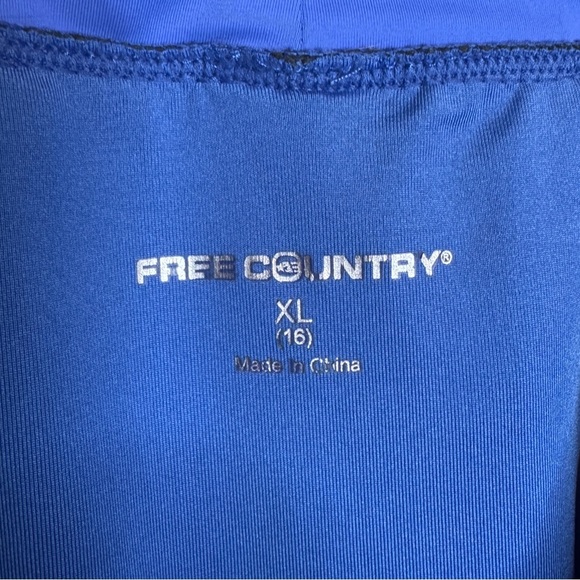 FREE COUNTRY®
XL
(16)
Made In China